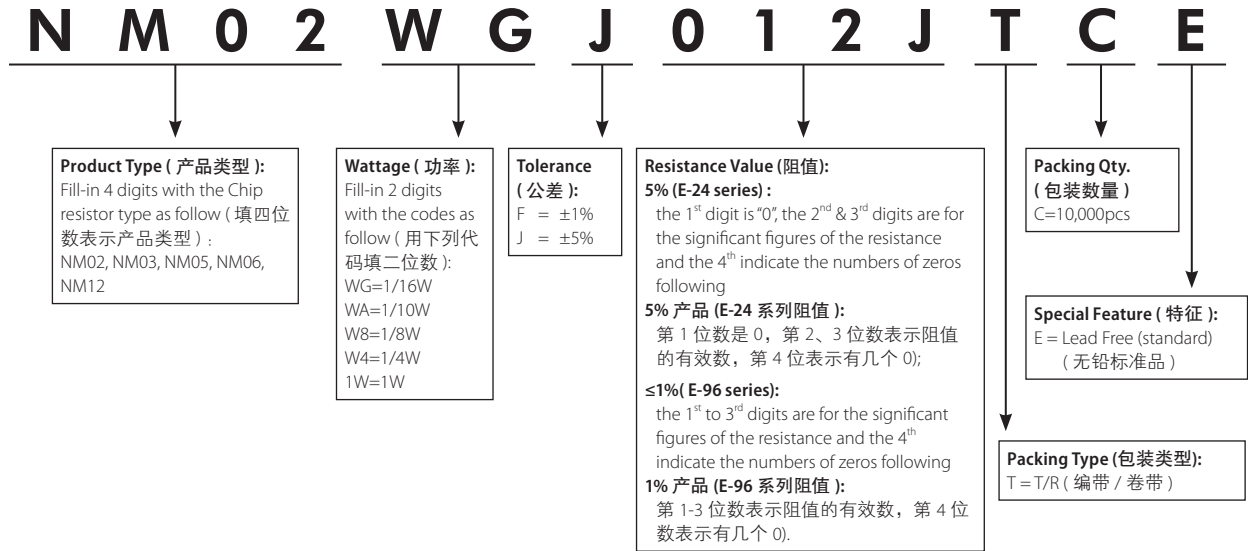 N M 0 2 W G J 0 1 2 J T C E
Product Type ( 产品类型 ):
Fill-in 4 digits with the Chip
resistor type as follow ( 填四位
数表示产品类型 ) :
NM02, NM03, NM05, NM06,
NM12
Wattage ( 功率 ):
Fill-in 2 digits
with the codes as
follow ( 用下列代
码填二位数 ):
WG=1/16W
WA=1/10W
W8=1/8W
W4=1/4W
1W=1W
Tolerance
( 公差 ):
F = ±1%
J = ±5%
Resistance Value (阻值):
5% (E-24 series) :
the 1st digit is "0", the 2nd & 3rd digits are for
the significant figures of the resistance
and the 4th indicate the numbers of zeros
following
5% 产品 (E-24 系列阻值 ):
第 1 位数是 0，第 2、3 位数表示阻值
的有效数，第 4 位表示有几个 0);
≤1%( E-96 series):
the 1st to 3rd digits are for the significant
figures of the resistance and the 4th
indicate the numbers of zeros following
1% 产品 (E-96 系列阻值 ):
第 1-3 位数表示阻值的有效数，第 4 位
数表示有几个 0).
Packing Qty.
( 包装数量 )
C=10,000pcs
Special Feature ( 特征 ):
E = Lead Free (standard)
( 无铅标准品 )
Packing Type (包装类型):
T = T/R ( 编带 / 卷带 )